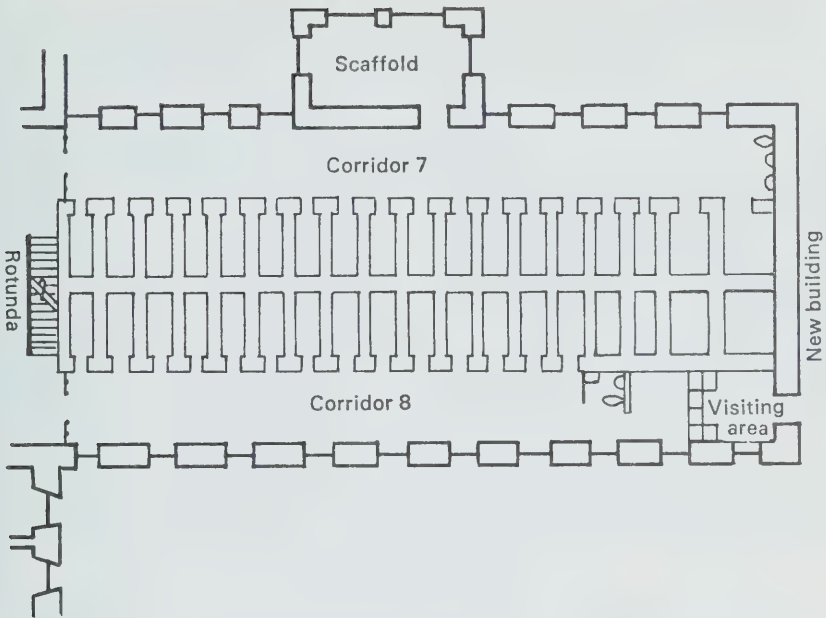 Scaffold
Corridor 7
Rotunda
New building
Corridor 8
Visiting
area